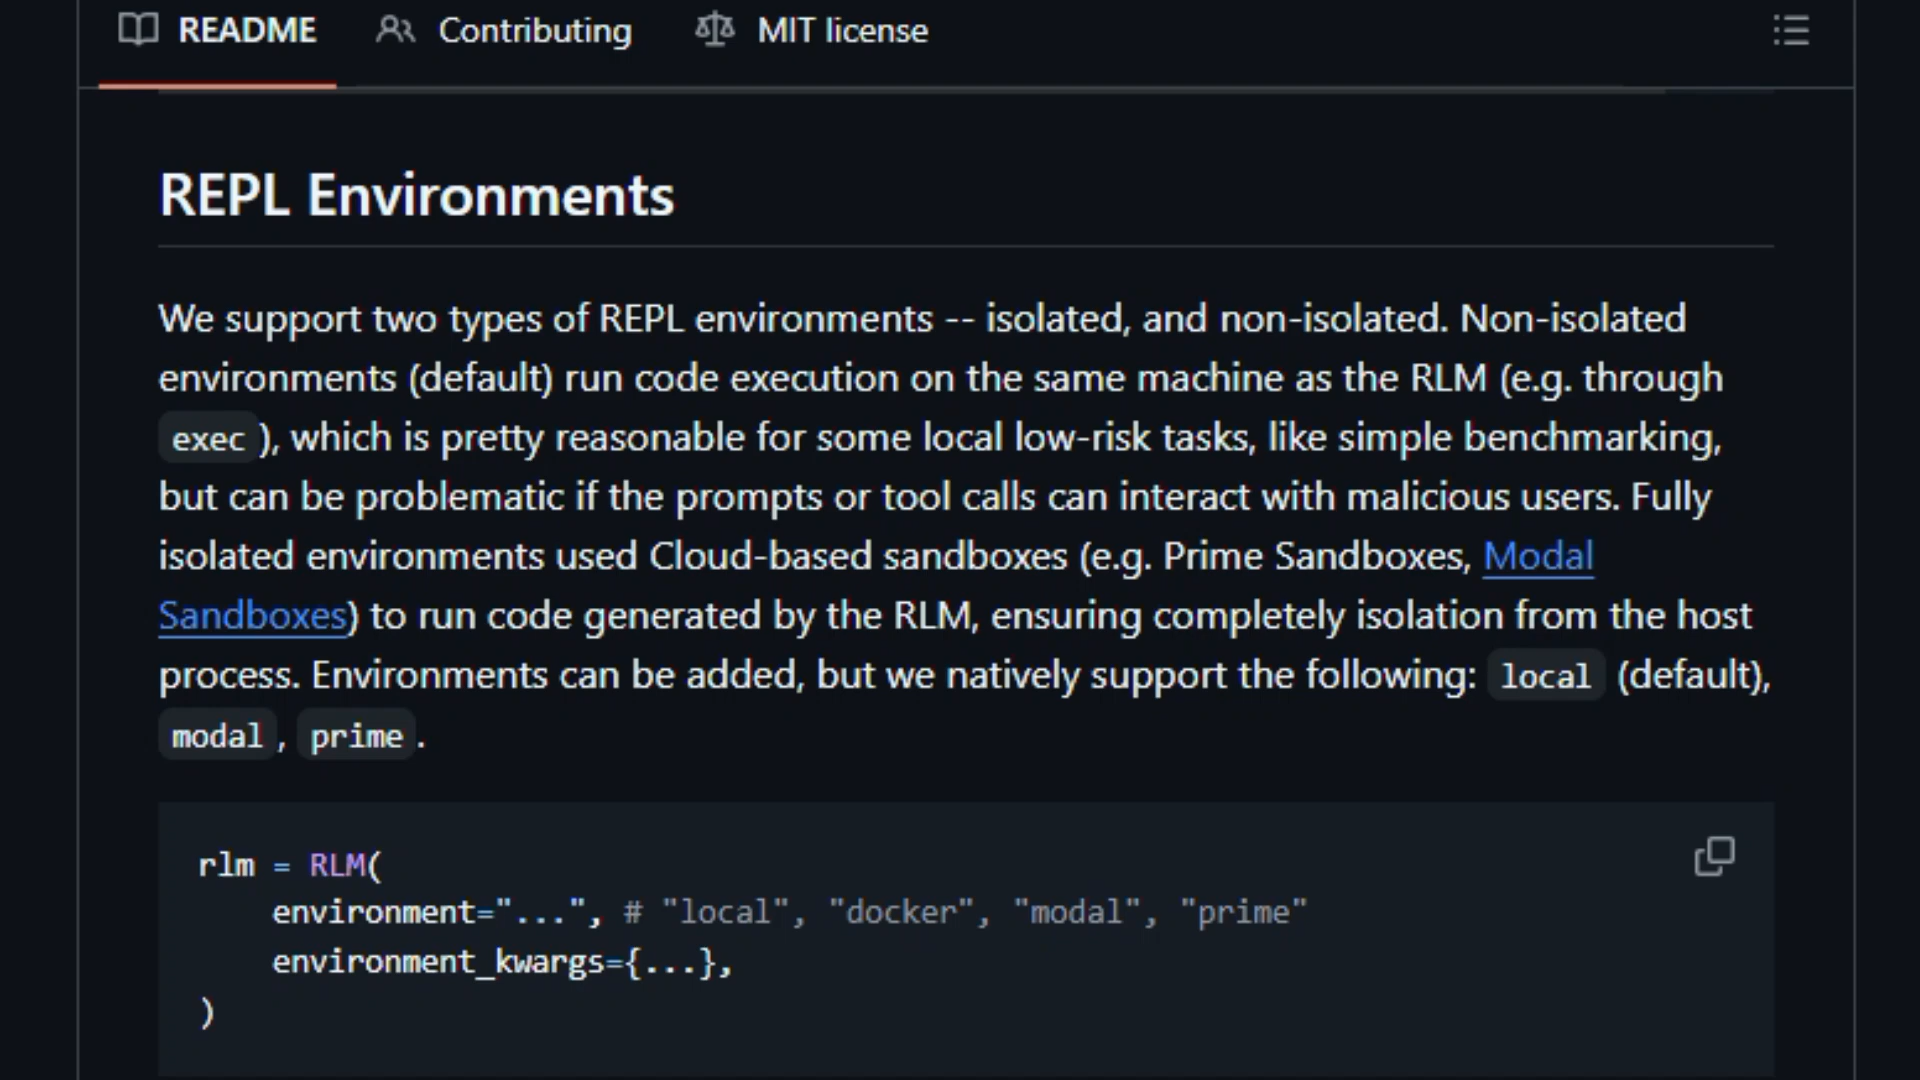 README Contributing MIT license
REPL Environments
We support two types of REPL environments -- isolated, and non-isolated. Non-isolated
environments (default) run code execution on the same machine as the RLM (e.g. through
exec), which is pretty reasonable for some local low-risk tasks, like simple benchmarking,
but can be problematic if the prompts or tool calls can interact with malicious users. Fully
isolated environments used Cloud-based sandboxes (e.g. Prime Sandboxes, Modal
Sandboxes) to run code generated by the RLM, ensuring completely isolation from the host
process. Environments can be added, but we natively support the following: local (default),
modal, prime.
rlm = RLM(
    environment="...", # "local", "docker", "modal", "prime"
    environment_kwargs={...},
)